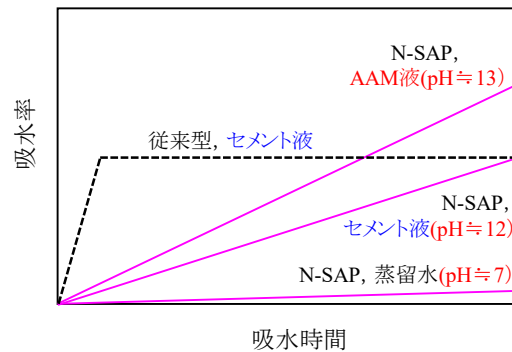 N-SAP,
AAM液(pH≒13)
従来型, セメント液
N-SAP,
セメント液(pH≒12)
N-SAP, 蒸留水(pH≒7)
吸水率
吸水時間